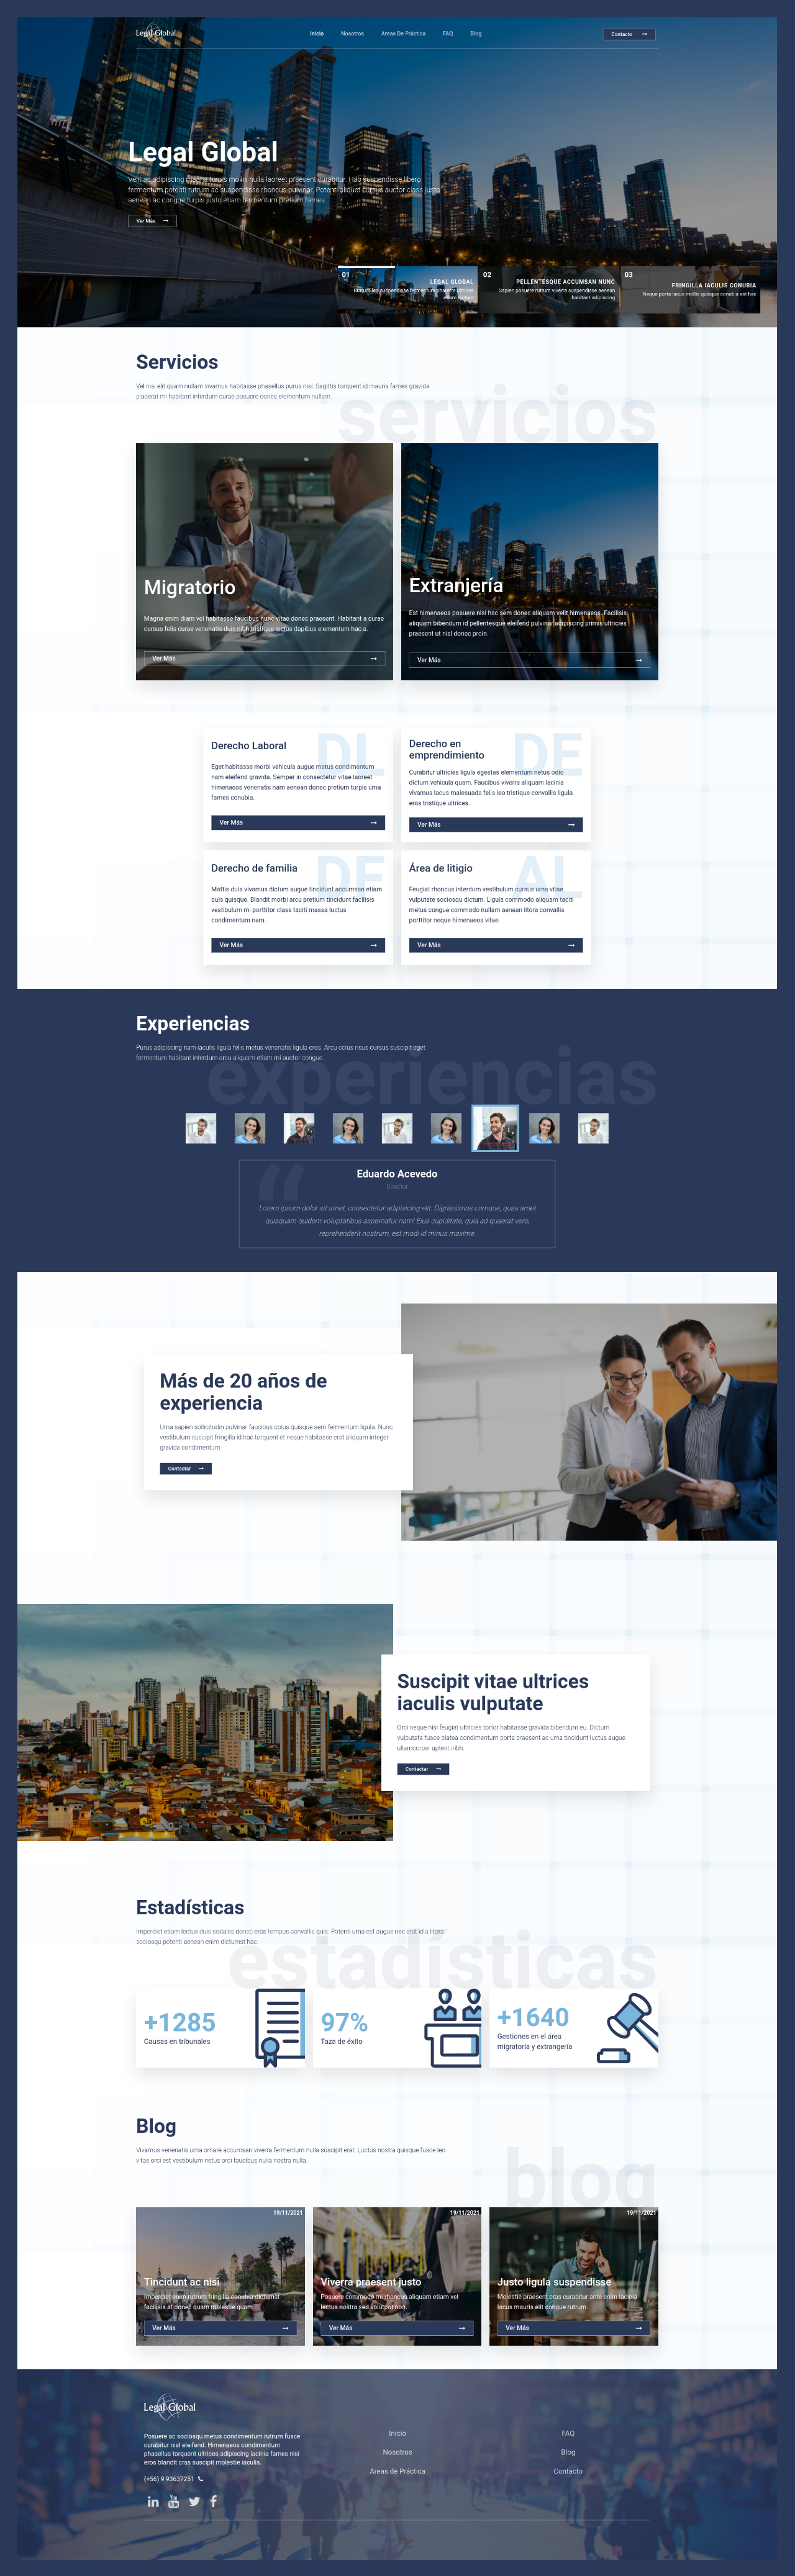 Legal Global
Inicio
Nosotros
Areas De Práctica
FAQ
Blog
Contacto
Legal Global
fermentum potenti rutrum ac suspendisse rhoncus pulvinar. Potenti aliquet cursus auctor class justo
aenean ac congue turpis justo etiam fermentum pretium fames.
Ver Más
01
LEGAL GLOBAL
02
PELLENTESQUE ACCUMSAN NUNC
Sapien posuere rutrum viverra suspendisse aenean
habitant adipiscing
03
FRINGILLA IACULIS CONUBIA
Neque porta lacus mollis quisque conubia est hac
Servicios
Vel nisi elit quam nullam vivamus habitasse phasellus purus nisi. Sagittis torquent id mauris fames gravida
placerat mi habitant interdum curae posuere donec elementum nullam.
servicios
Migratorio
Magna enim diam vel habitasse faucibus nunc vitae donec praesent. Habitant a curae
cursus felis curae venenatis duis nibh tristique lectus dapibus elementum hac a.
Ver Más
Extranjería
Est himenaeos posuere nisi hac sem donec aliquam velit himenaeos. Facilisis
aliquam bibendum id pellentesque eleifend pulvinar adipiscing primis ultricies
praesent ut nisl donec proin.
Ver Más
Derecho Laboral
DL
Eget habitasse morbi vehicula augue metus condimentum
nam eleifend gravida. Semper in consectetur vitae laoreet
himenaeos venenatis nam aenean donec pretium turpis urna
fames conubia.
Ver Más
Derecho en
emprendimiento
DE
Curabitur ultricies ligula egestas elementum netus odio
dictum vehicula quam. Faucibus viverra aliquam lacinia
vivamus lacus malesuada felis leo tristique convallis ligula
eros tristique ultrices.
Ver Más
Derecho de familia
DF
Mattis duis vivamus dictum augue tincidunt accumsan etiam
quis quisque. Blandit morbi arcu pretium tincidunt facilisis
vestibulum mi porttitor class taciti massa luctus
condimentum nam.
Ver Más
Área de litigio
AL
Feugiat rhoncus interdum vestibulum cursus urna vitae
vulputate sociosqu dictum. Ligula commodo aliquam taciti
metus congue commodo nullam aenean litora convallis
porttitor neque himenaeos vitae.
Ver Más
Experiencias
Purus adipiscing nam iaculis ligula felis metus venenatis ligula eros. Arcu colus risus cursus suscipit eget
fermentum habitant interdum arcu aliquam etiam mi auctor congue.
experiencias
Eduardo Acevedo
Director
Lorem ipsum dolor sit amet, consectetur adipisicing elit. Dignissimos cumque, quas amet
quisquam quidem voluptatibus aspernatur nam! Eius cupiditate, quia ad quaerat vero,
reprehenderit nostrum, est modi id minus maxime.
Más de 20 años de
experiencia
Urna sapien sollicitudin pulvinar faucibus colus quisque sem fermentum ligula. Nunc
vestibulum suscipit fringilla id hac torquent et neque habitasse erat aliquam integer
gravida condimentum.
Contactar
Suscipit vitae ultrices
iaculis vulputate
Orci neque nisi feugiat ultricies tortor habitasse gravida bibendum eu. Dictum
vulputate fusce platea condimentum porta praesent ac urna tincidunt luctus augue
ullamcorper aptent nibh.
Contactar
Estadísticas
Imperdiet etiam lectus duis sodales donec eros tempus convallis quis. Potenti urna est augue nec erat id a litora
sociosqu potenti aenean enim dictumst hac.
estadísticas
+1285
Causas en tribunales
97%
Taza de éxito
+1640
Gestiones en el área
migratoria y extrangería
Blog
Vivamus venenatis urna ornare accumsan viverra fermentum nulla suscipit erat. Luctus nostra quisque fusce leo
vitae orci est vestibulum netus orci faucibus nulla nostra nulla.
blog
19/11/2021
Tincidunt ac nisi
Imperdiet enim rutrum fringilla conubia dictumst
facilisis at donec quam molestie quam.
Ver Más
19/11/2021
Viverra praesent justo
Posuere commodo mi rhoncus aliquam etiam vel
lectus nostra sed volutpat non.
Ver Más
19/11/2021
Justo ligula suspendisse
Molestie praesent cras curabitur ante enim lacinia
lacus mauris elit congue rutrum.
Ver Más
Legal Global
Posuere ac sociosqu metus condimentum rutrum fusce
curabitur nisl eleifend. Himenaeos condimentum
phasellus torquent ultrices adipiscing lacinia fames nisi
eros blandit cras suscipit molestie iaculis.
(+56) 9 93637251
Inicio
Nosotros
Areas de Práctica
FAQ
Blog
Contacto